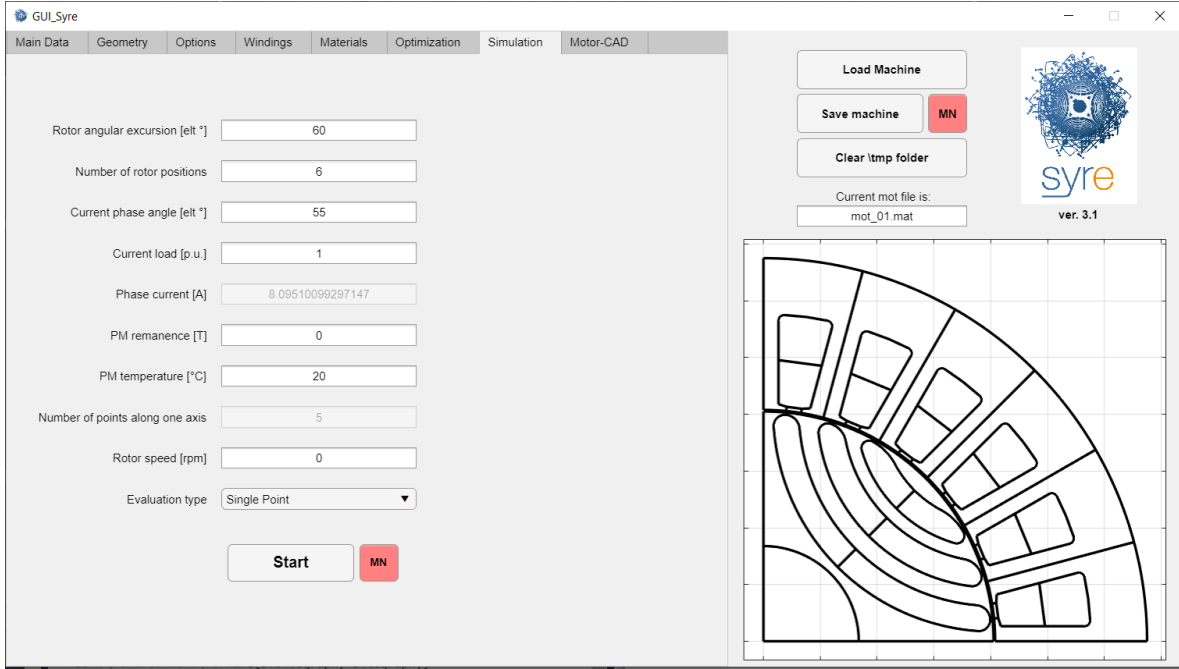 GUI_Syre
Main Data Geometry Options Windings Materials Optimization Simulation Motor-CAD
Rotor angular excursion [elt °] 60
Number of rotor positions 6
Current phase angle [elt °] 55
Current load [p.u.] 1
Phase current [A] 8.09510099297147
PM remanence [T] 0
PM temperature [°C] 20
Number of points along one axis 5
Rotor speed [rpm] 0
Evaluation type Single Point
Start MN
Load Machine
Save machine MN
Clear \tmp folder
Current mot file is:
mot_01.mat
syre
ver. 3.1